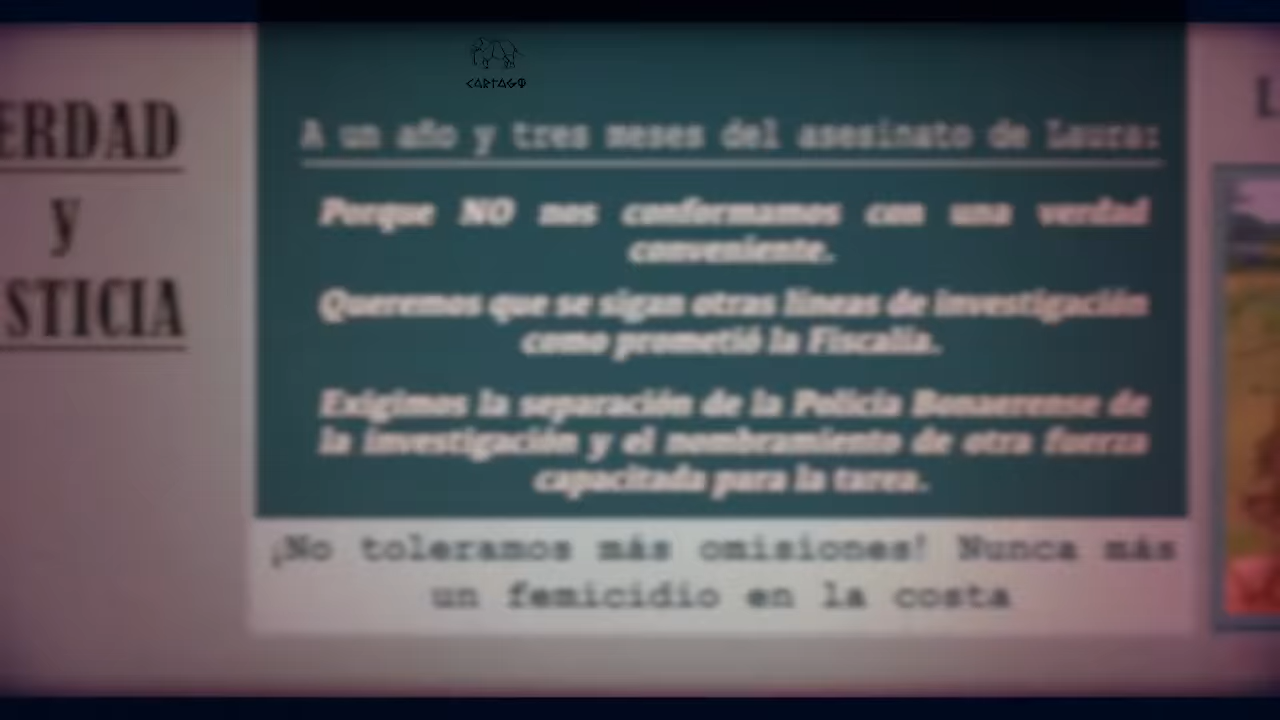 ERDAD
y
STICIA
CARTAGO
A un año y tres meses del asesinato de Laura:
Porque NO nos conformamos con una verdad
conveniente.
Queremos que se sigan otras líneas de investigación
como prometió la Fiscalía.
Exigimos la separación de la Policía Bonaerense de
la investigación y el nombramiento de otra fuerza
capacitada para la tarea.
¡No toleramos más omisiones! Nunca más
un femicidio en la costa
L